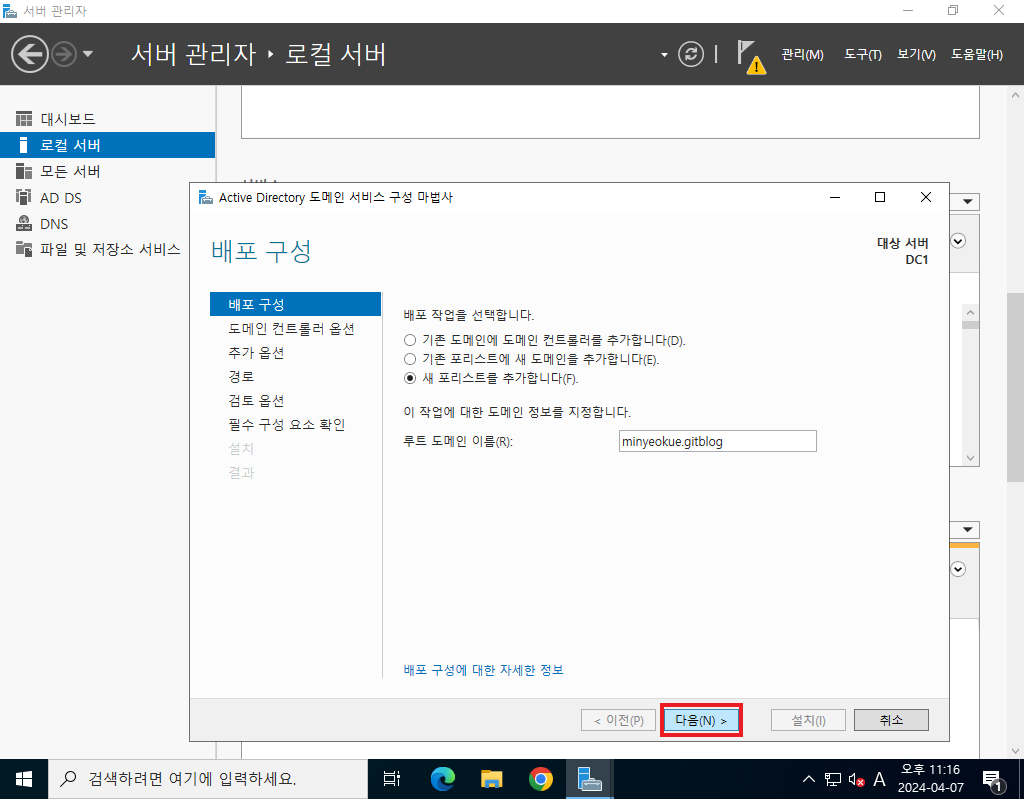 서버 관리자
서버 관리자 ‣ 로컬 서버
관리(M) 도구(T) 보기(V) 도움말(H)
대시보드
로컬 서버
모든 서버
AD DS
DNS
파일 및 저장소 서비스
Active Directory 도메인 서비스 구성 마법사
배포 구성
대상 서버
DC1
배포 구성
도메인 컨트롤러 옵션
추가 옵션
경로
검토 옵션
필수 구성 요소 확인
설치
결과
배포 작업을 선택합니다.
기존 도메인에 도메인 컨트롤러를 추가합니다(D).
기존 포리스트에 새 도메인을 추가합니다(E).
새 포리스트를 추가합니다(F).
이 작업에 대한 도메인 정보를 지정합니다.
루트 도메인 이름(R): minyeokue.gitblog
배포 구성에 대한 자세한 정보
< 이전(P) 다음(N) > 설치(I) 취소
검색하려면 여기에 입력하세요.
A
오후 11:16
2024-04-07
1